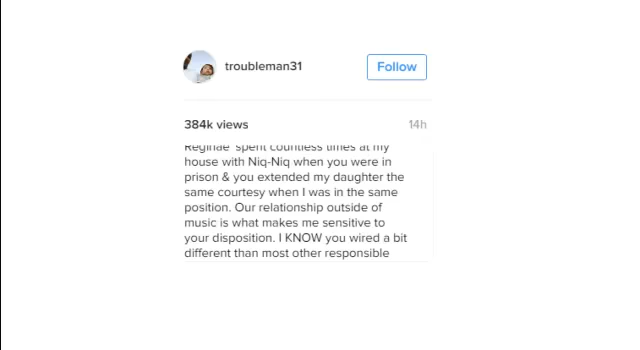 troubleman31
Follow
384k views
14h
Reginae spent countless times at my
house with Niq-Niq when you were in
prison & you extended my daughter the
same courtesy when I was in the same
position. Our relationship outside of
music is what makes me sensitive to
your disposition. I KNOW you wired a bit
different than most other responsible